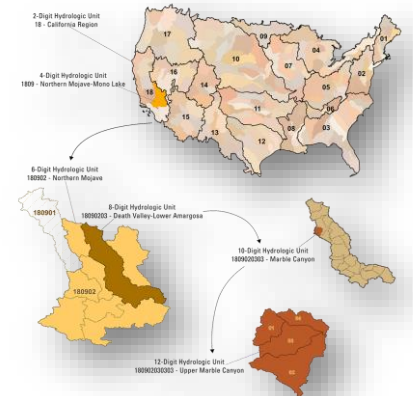 2-Digit Hydrologic Unit
18 - California Region
4-Digit Hydrologic Unit
1809 - Northern Mojave-Mono Lake
17
09
01
04
10
07
02
16
18
14
05
11
06
15
13
08
03
12
6-Digit Hydrologic Unit
180902 - Northern Mojave
8-Digit Hydrologic Unit
18090203 - Death Valley-Lower Amargosa
180901
180902
10-Digit Hydrologic Unit
1809020303 - Marble Canyon
01
03
02
12-Digit Hydrologic Unit
180902030303 - Upper Marble Canyon